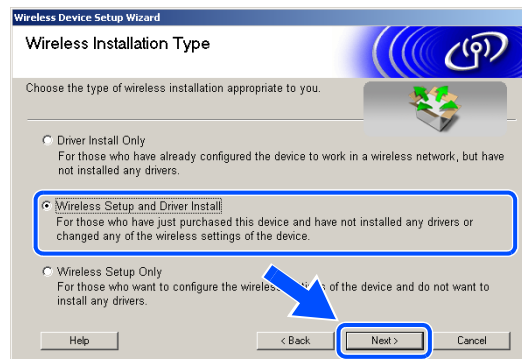 Wireless Device Setup Wizard
Wireless Installation Type
Choose the type of wireless installation appropriate to you.
Driver Install Only
For those who have already configured the device to work in a wireless network, but have
not installed any drivers.
Wireless Setup and Driver Install
For those who have just purchased this device and have not installed any drivers or
changed any of the wireless settings of the device.
Wireless Setup Only
For those who want to configure the wireless of the device and do not want to
install any drivers.
Help
< Back
Next >
Cancel